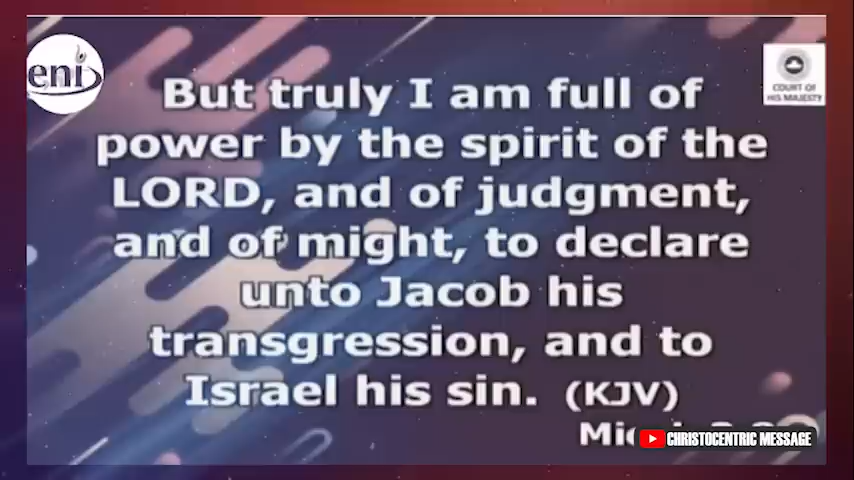 eni
COURT OF
HIS MAJESTY
But truly I am full of
power by the spirit of the
LORD, and of judgment,
and of might, to declare
unto Jacob his
transgression, and to
Israel his sin. (KJV)
CHRISTOCENTRIC MESSAGE